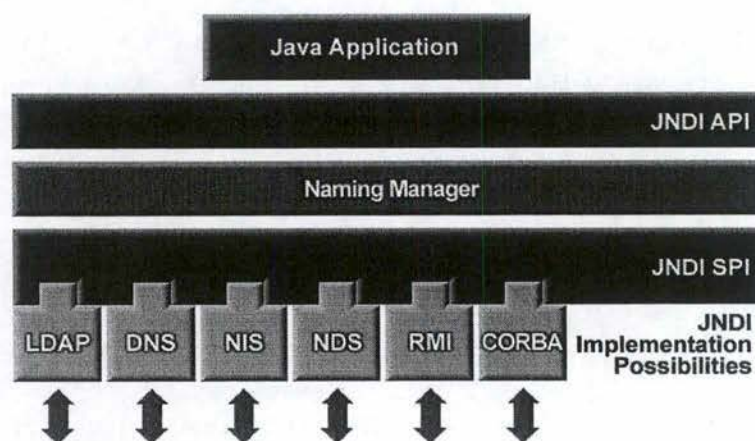 Java Application
JNDI API
Naming Manager
JNDI SPI
LDAP DNS NIS NDS RMI CORBA
JNDI
Implementation
Possibilities